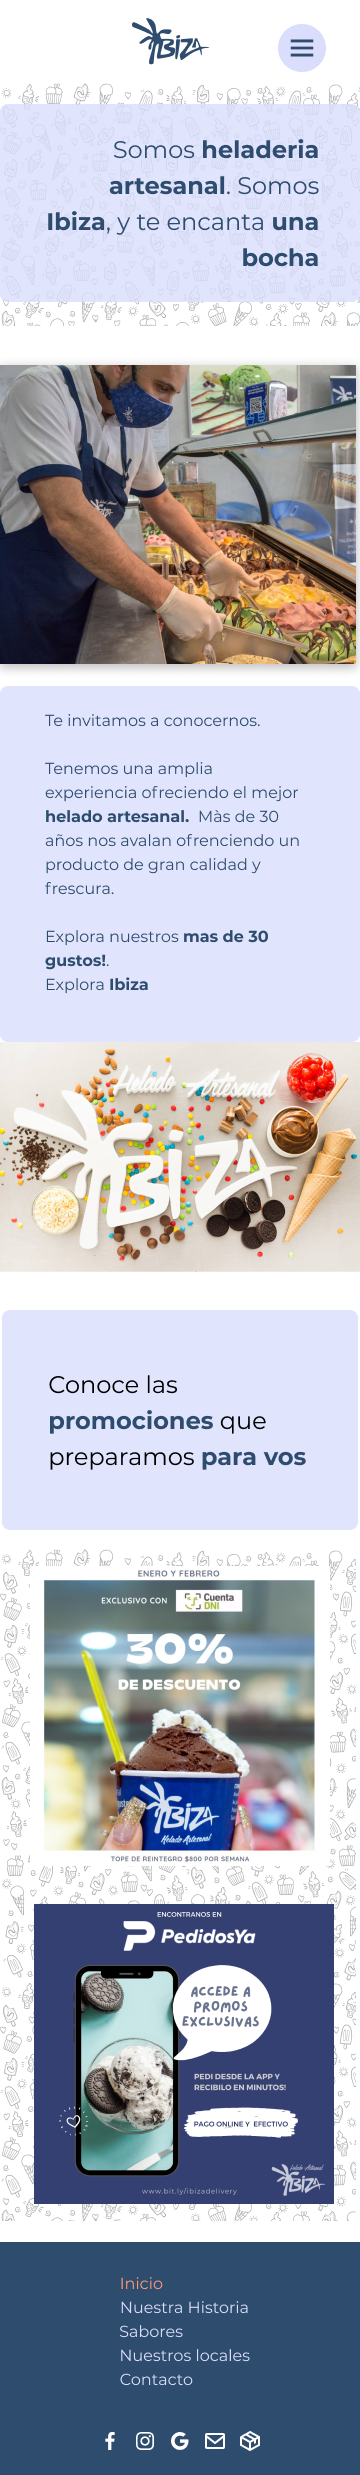 IBIZA
Somos heladeria
artesanal. Somos
Ibiza, y te encanta una
bocha
Te invitamos a conocernos.
Tenemos una amplia
experiencia ofreciendo el mejor
helado artesanal. Màs de 30
años nos avalan ofrenciendo un
producto de gran calidad y
frescura.
Explora nuestros mas de 30
gustos!.
Explora Ibiza
Helado Artesanal
IBIZA
Conoce las
promociones que
preparamos para vos
ENERO Y FEBRERO
EXCLUSIVO CON Cuenta
DNI
30%
DE DESCUENTO
IBIZA
Helado Artesanal
TOPE DE REINTEGRO $800 POR SEMANA
ENCONTRANOS EN
PedidosYa
ACCEDE A
PROMOS
EXCLUSIVAS
PEDI DESDE LA APP Y
RECIBILO EN MINUTOS!
PAGO ONLINE Y EFECTIVO
Helado Artesanal
IBIZA
www.bit.ly/ibizadelivery
Inicio
Nuestra Historia
Sabores
Nuestros locales
Contacto